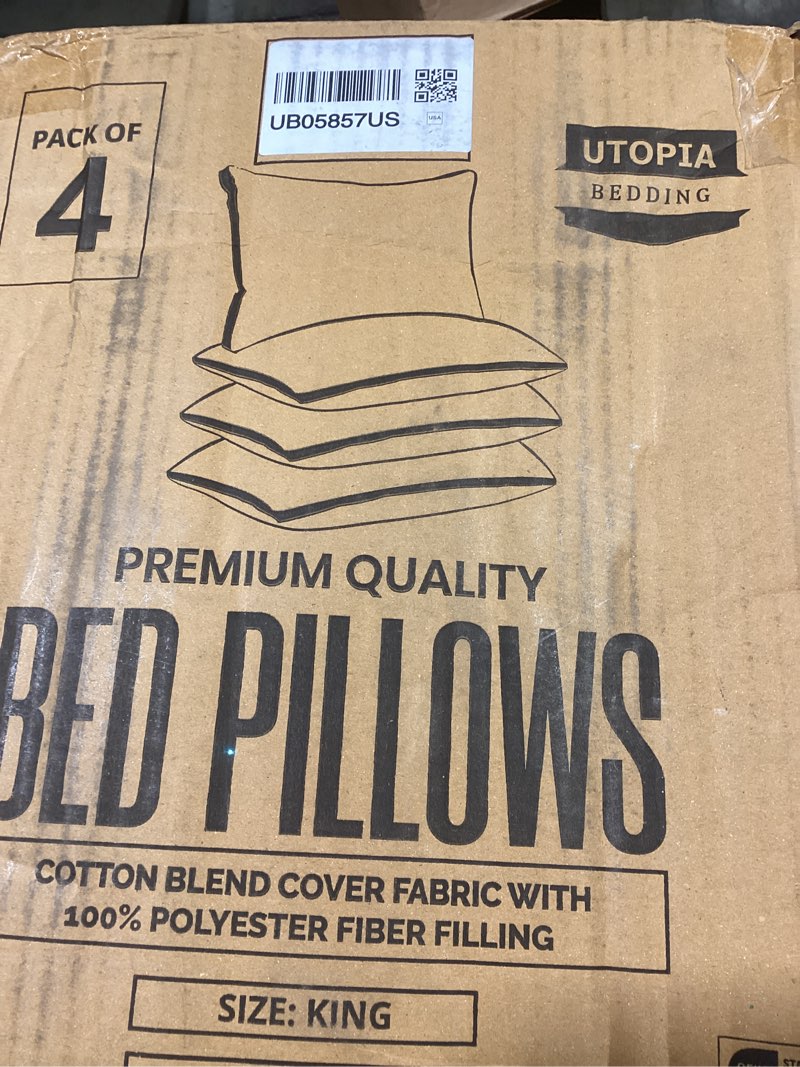 UB05857US
USA
PACK OF
4
UTOPIA
BEDDING
PREMIUM QUALITY
BED PILLOWS
COTTON BLEND COVER FABRIC WITH
100% POLYESTER FIBER FILLING
SIZE: KING